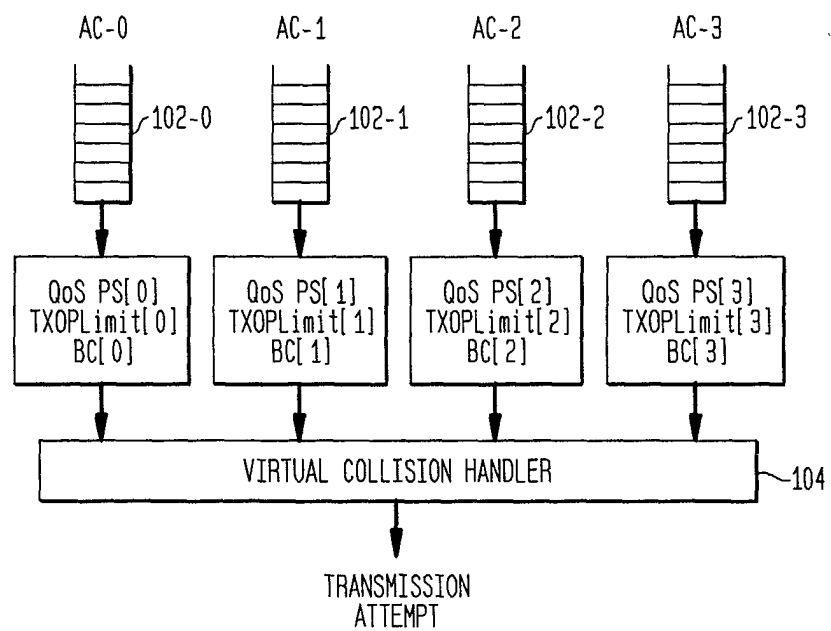 AC-0 AC-1 AC-2 AC-3
102-0 102-1 102-2 102-3
QoS PS[0] QoS PS[1] QoS PS[2] QoS PS[3]
TXOPLimit[0] TXOPLimit[1] TXOPLimit[2] TXOPLimit[3]
BC[0] BC[1] BC[2] BC[3]
VIRTUAL COLLISION HANDLER 104
TRANSMISSION
ATTEMPT